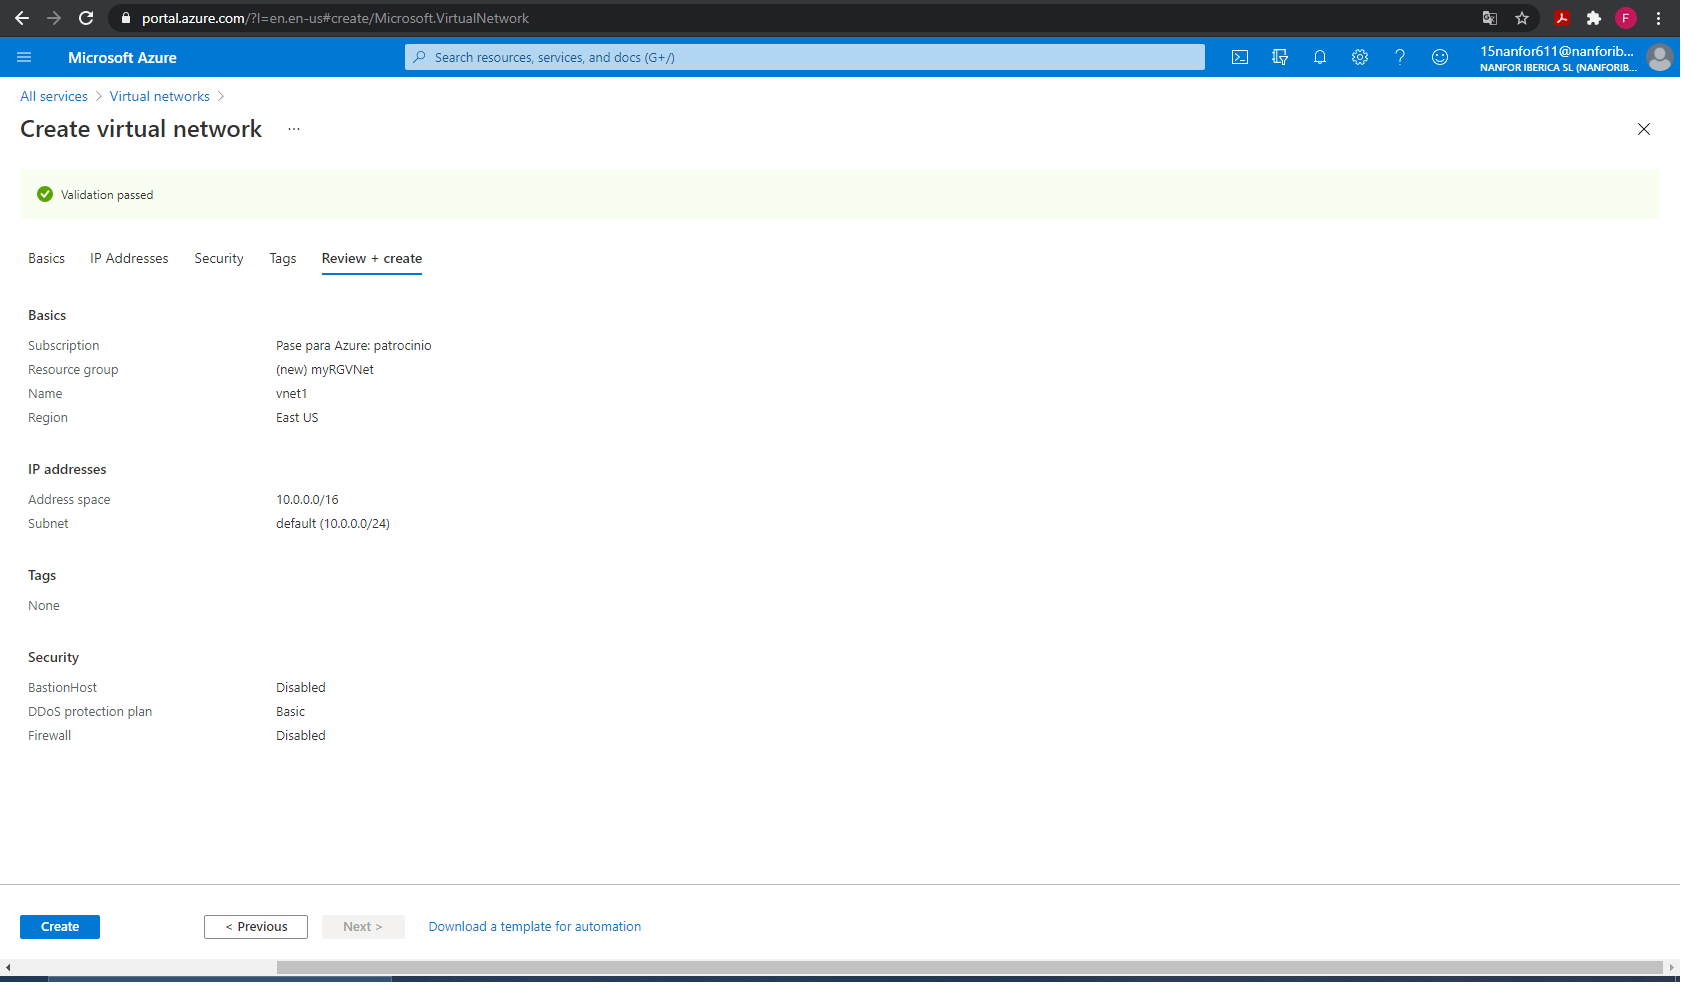 portal.azure.com/?l=en.en-us#create/Microsoft.VirtualNetwork
F
Microsoft Azure
Search resources, services, and docs (G+/)
15nanfor611@nanforib...
NANFOR IBERICA SL (NANFORIB...
All services > Virtual networks >
Create virtual network ...
Validation passed
Basics IP Addresses Security Tags Review + create
Basics
Subscription Pase para Azure: patrocinio
Resource group (new) myRGVNet
Name vnet1
Region East US
IP addresses
Address space 10.0.0.0/16
Subnet default (10.0.0.0/24)
Tags
None
Security
BastionHost Disabled
DDoS protection plan Basic
Firewall Disabled
Create < Previous Next > Download a template for automation